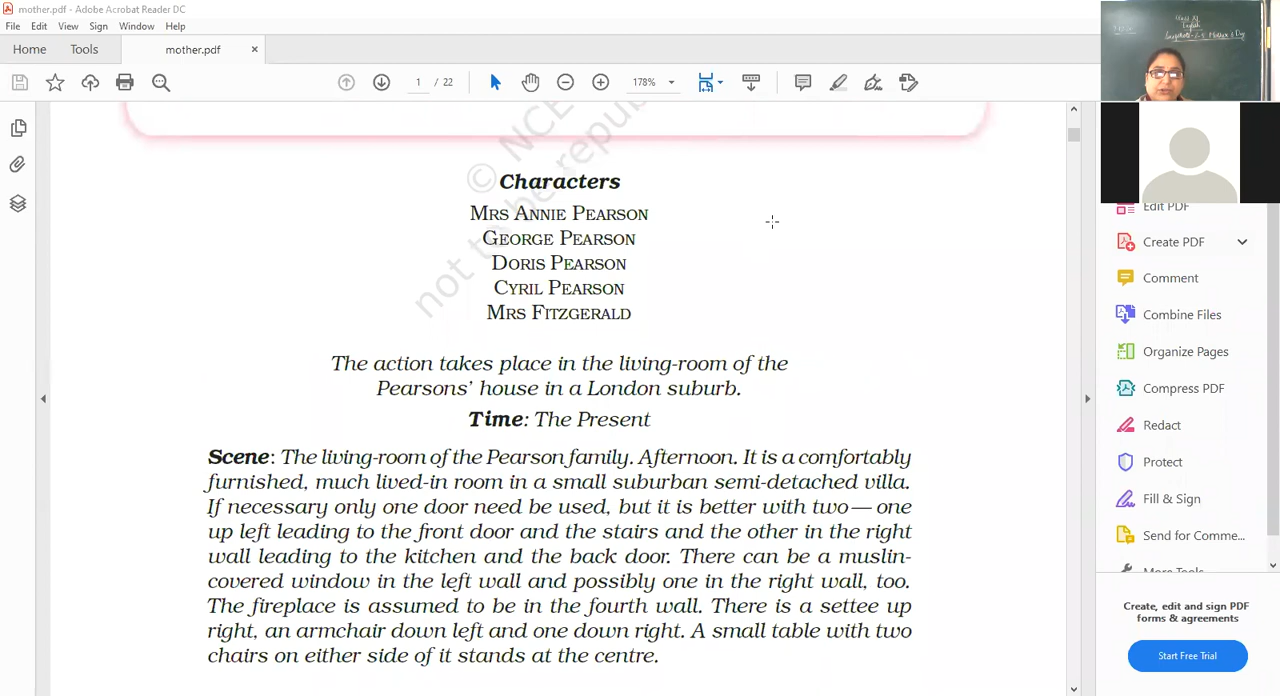 mother.pdf - Adobe Acrobat Reader DC
File Edit View Sign Window Help
Home Tools mother.pdf ×
1 / 22 178%
© NCE
not to be repub
Characters
MRS ANNIE PEARSON
GEORGE PEARSON
DORIS PEARSON
CYRIL PEARSON
MRS FITZGERALD
The action takes place in the living-room of the
Pearsons' house in a London suburb.
Time: The Present
Scene: The living-room of the Pearson family. Afternoon. It is a comfortably
furnished, much lived-in room in a small suburban semi-detached villa.
If necessary only one door need be used, but it is better with two — one
up left leading to the front door and the stairs and the other in the right
wall leading to the kitchen and the back door. There can be a muslin-
covered window in the left wall and possibly one in the right wall, too.
The fireplace is assumed to be in the fourth wall. There is a settee up
right, an armchair down left and one down right. A small table with two
chairs on either side of it stands at the centre.
English
Mother's Day
Edit PDF
Create PDF
Comment
Combine Files
Organize Pages
Compress PDF
Redact
Protect
Fill & Sign
Send for Comme...
More Tools
Create, edit and sign PDF
forms & agreements
Start Free Trial